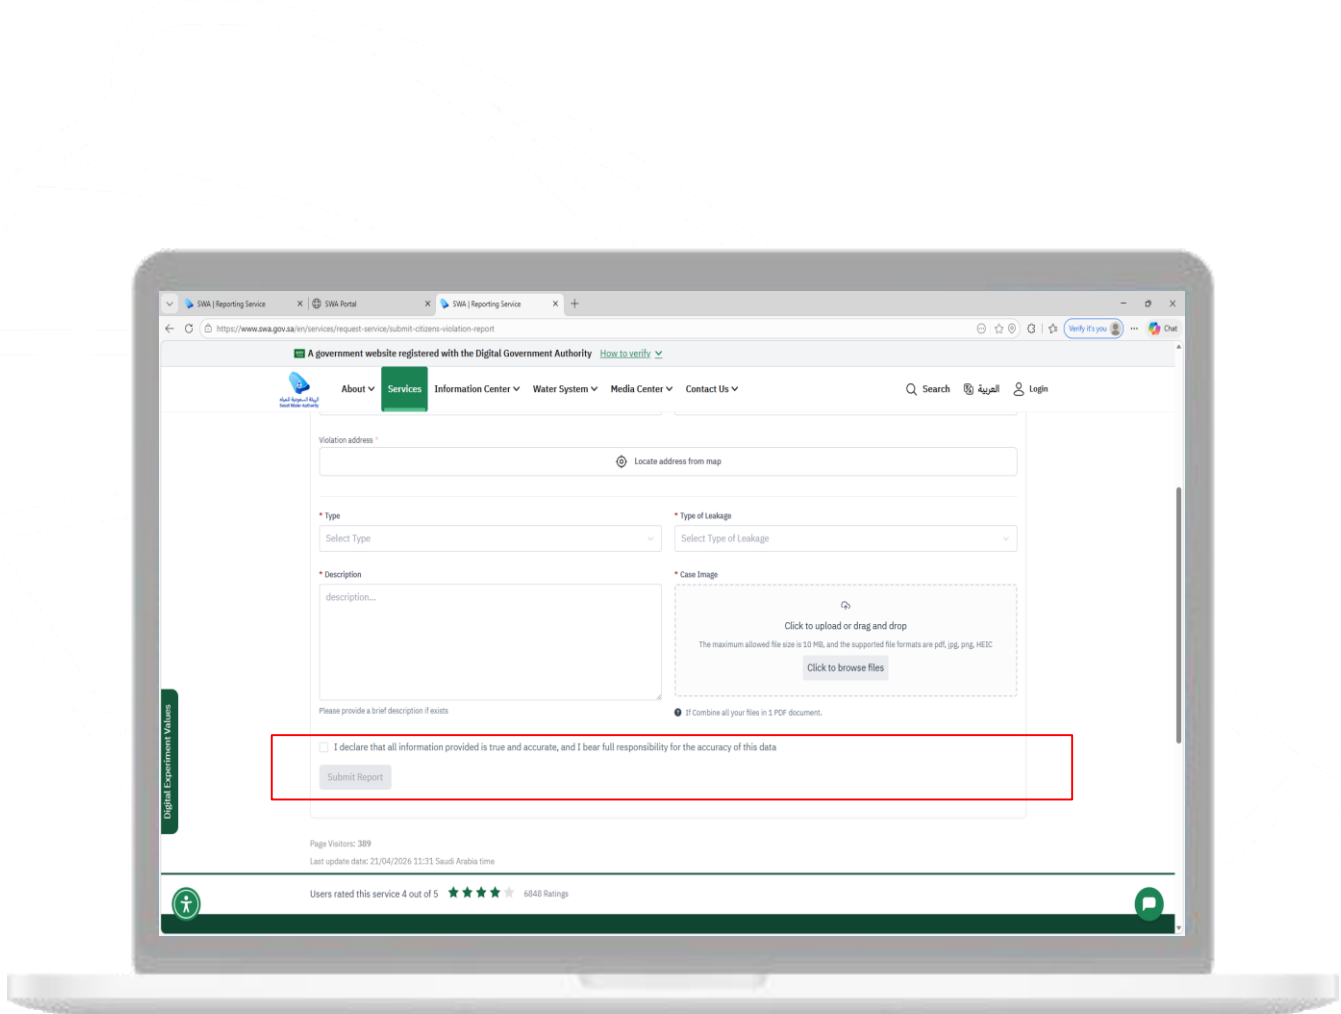 SWA | Reporting Service
SWA Portal
SWA | Reporting Service
https://www.swa.gov.sa/en/services/request-service/submit-citizens-violation-report
Verify it's you
Chat
A government website registered with the Digital Government Authority How to verify
الهيئة السعودية للمياه
Saudi Water Authority
About
Services
Information Center
Water System
Media Center
Contact Us
Search
العربية
Login
Violation address *
Locate address from map
* Type
* Type of Leakage
Select Type
Select Type of Leakage
* Description
* Case Image
description...
Click to upload or drag and drop
The maximum allowed file size is 10 MB, and the supported file formats are pdf, jpg, png, HEIC
Click to browse files
Please provide a brief description if exists
If Combine all your files in 1 PDF document.
Digital Experiment Values
I declare that all information provided is true and accurate, and I bear full responsibility for the accuracy of this data
Submit Report
Page Visitors: 389
Last update date: 21/04/2026 11:31 Saudi Arabia time
Users rated this service 4 out of 5
6848 Ratings